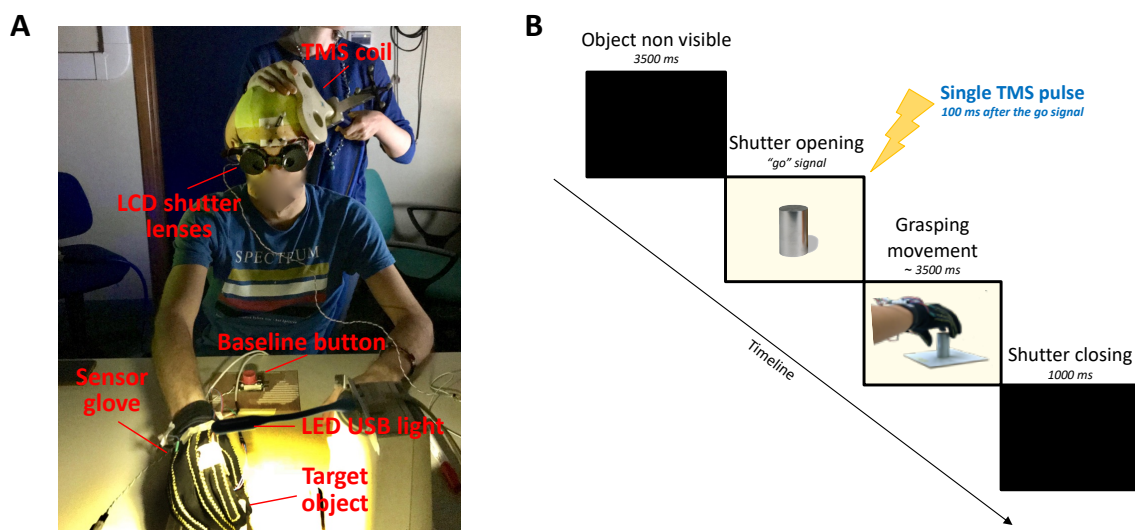 A
TMS coil
LCD shutter
lenses
SPECTRUM
Baseline button
Sensor
glove
LED USB light
Target
object
B
Object non visible
3500 ms
Single TMS pulse
100 ms after the go signal
Shutter opening
“go” signal
Grasping
movement
~ 3500 ms
Shutter closing
1000 ms
Timeline